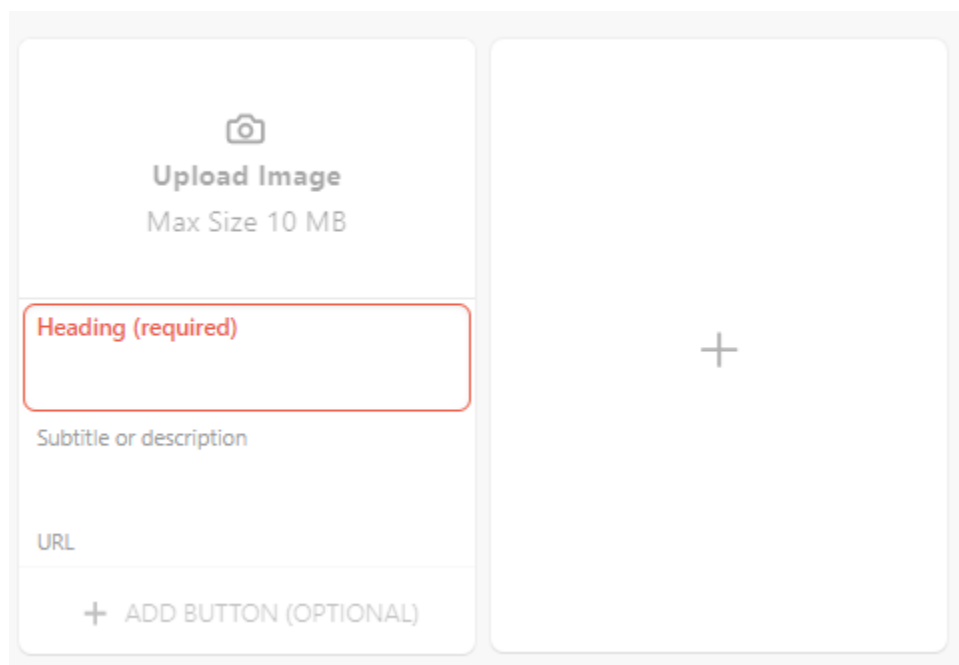 Upload Image
Max Size 10 MB
Heading (required)
Subtitle or description
URL
ADD BUTTON (OPTIONAL)